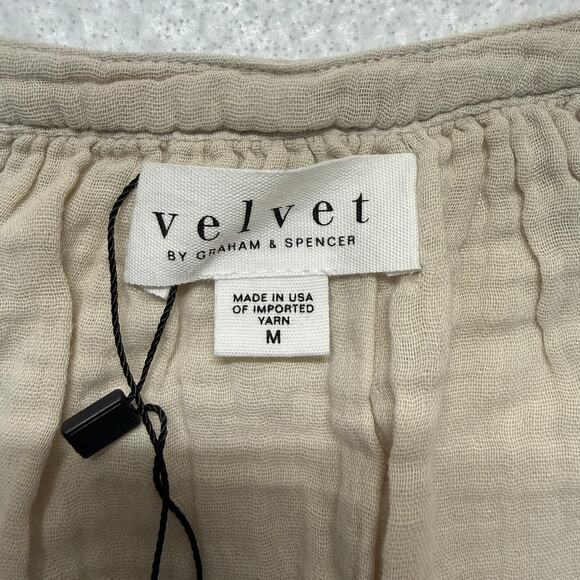 velvet
BY GRAHAM & SPENCER
MADE IN USA
OF IMPORTED
YARN
M